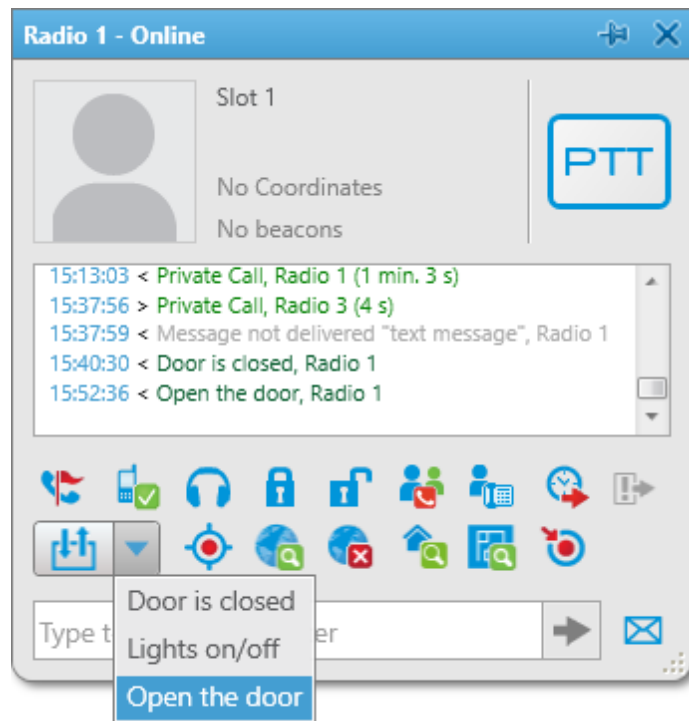 Radio 1 - Online
Slot 1
PTT
No Coordinates
No beacons
15:13:03 < Private Call, Radio 1 (1 min. 3 s)
15:37:56 > Private Call, Radio 3 (4 s)
15:37:59 < Message not delivered "text message", Radio 1
15:40:30 < Door is closed, Radio 1
15:52:36 < Open the door, Radio 1
Door is closed
Type t
Lights on/off
Open the door